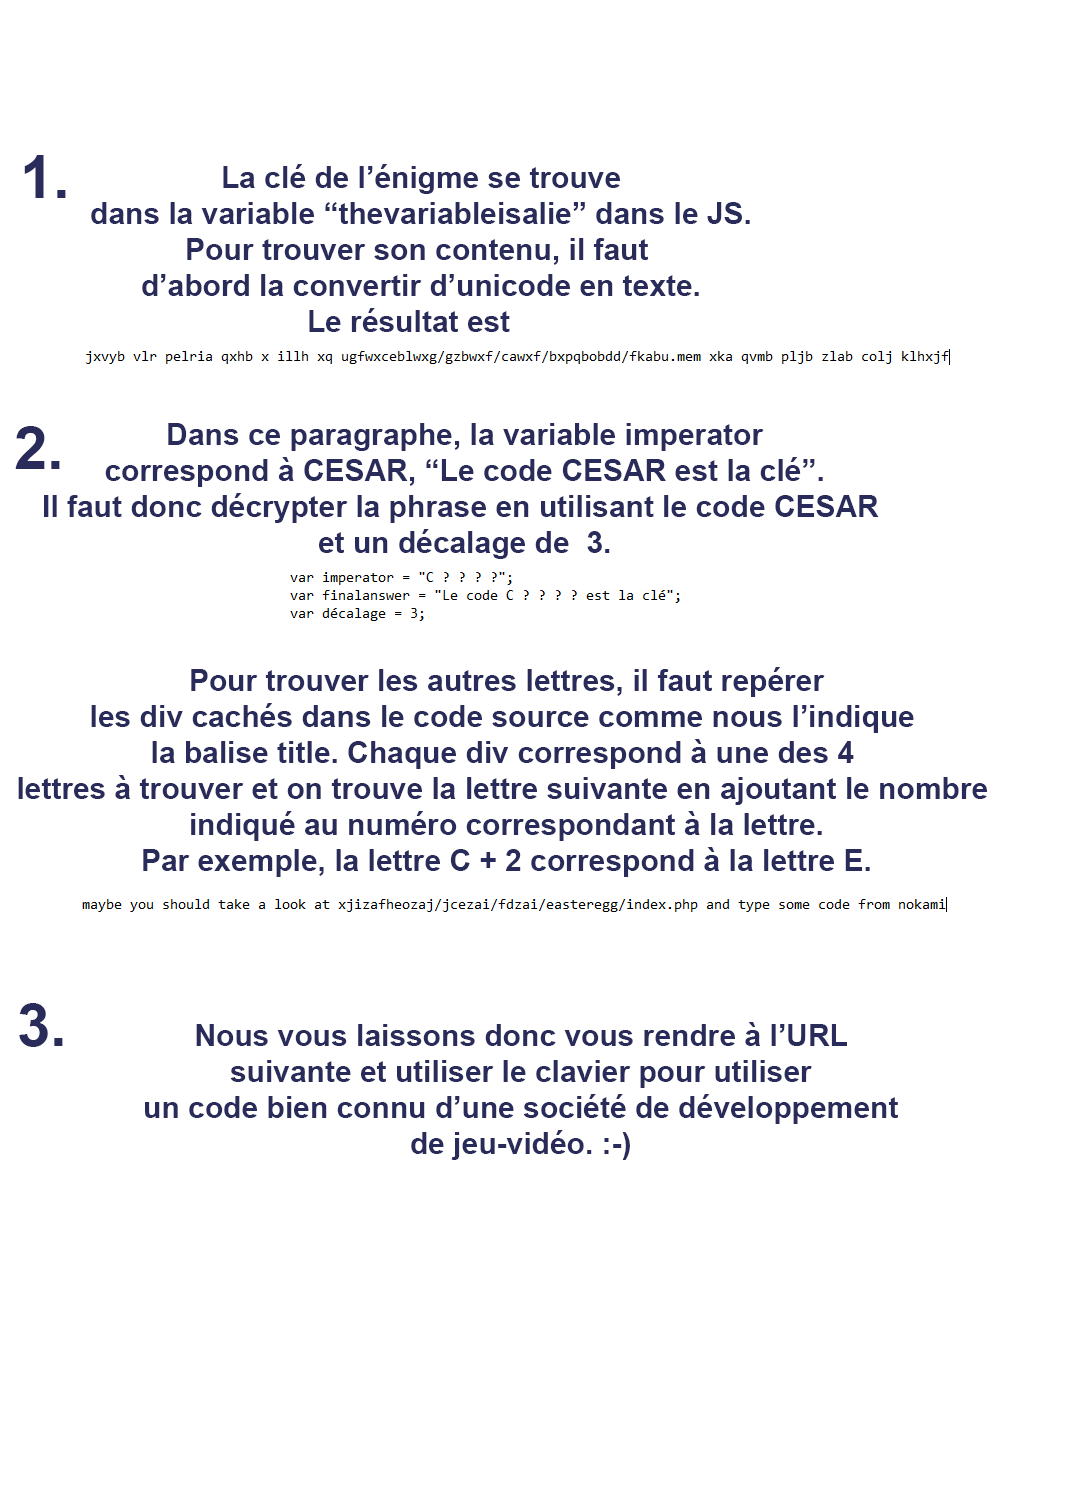 1.
La clé de l’énigme se trouve
dans la variable “thevariableisalie” dans le JS.
Pour trouver son contenu, il faut
d’abord la convertir d’unicode en texte.
Le résultat est
jxvyb vlr pelria qxhb x illh xq ugfwxceblwxg/gzbwxf/cawxf/bxpqbobdd/fkabu.mem xka qvmb pljb zlab colj klhxjf
2.
Dans ce paragraphe, la variable imperator
correspond à CESAR, “Le code CESAR est la clé”.
Il faut donc décrypter la phrase en utilisant le code CESAR
et un décalage de  3.
var imperator = "C ? ? ? ?";
var finalanswer = "Le code C ? ? ? ? est la clé";
var décalage = 3;
Pour trouver les autres lettres, il faut repérer
les div cachés dans le code source comme nous l’indique
la balise title. Chaque div correspond à une des 4
lettres à trouver et on trouve la lettre suivante en ajoutant le nombre
indiqué au numéro correspondant à la lettre.
Par exemple, la lettre C + 2 correspond à la lettre E.
maybe you should take a look at xjizafheozaj/jcezai/fdzai/easteregg/index.php and type some code from nokami
3.
Nous vous laissons donc vous rendre à l’URL
suivante et utiliser le clavier pour utiliser
un code bien connu d’une société de développement
de jeu-vidéo. :-)